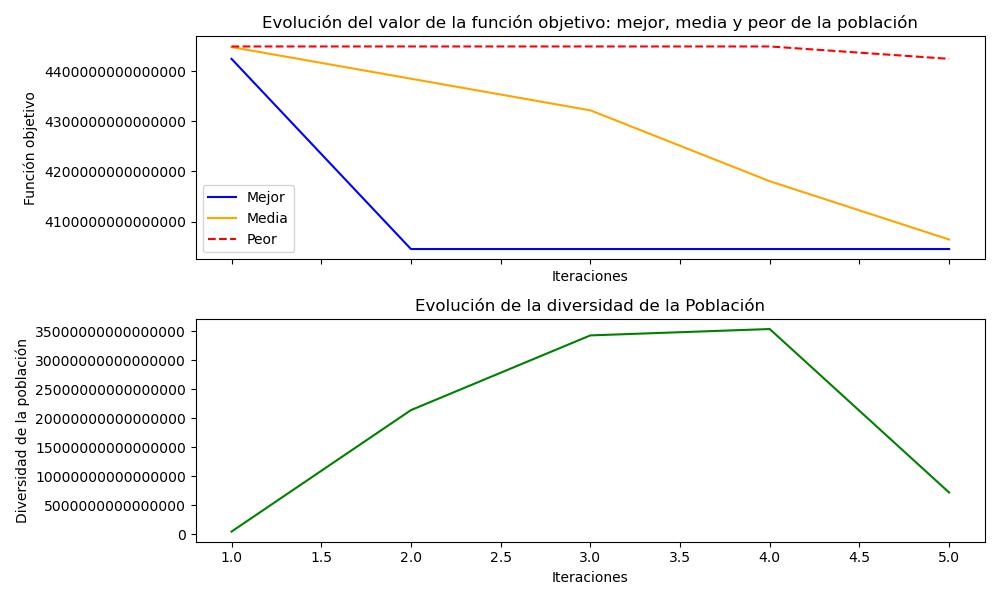 Evolución del valor de la función objetivo: mejor, media y peor de la población
Función objetivo
4400000000000000
4300000000000000
4200000000000000
4100000000000000
Mejor
Media
Peor
Iteraciones
Evolución de la diversidad de la Población
Diversidad de la población
35000000000000000
30000000000000000
25000000000000000
20000000000000000
15000000000000000
10000000000000000
5000000000000000
0
1.0 1.5 2.0 2.5 3.0 3.5 4.0 4.5 5.0
Iteraciones